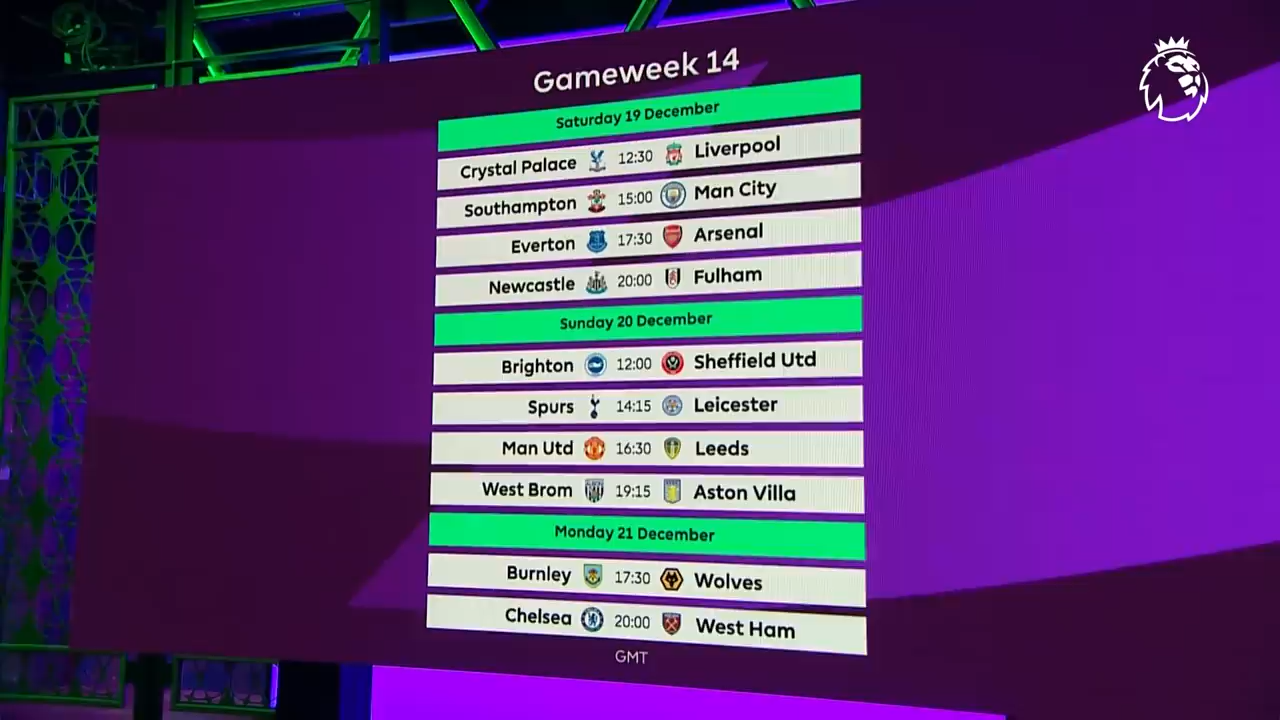 Gameweek 14
Saturday 19 December
Crystal Palace 12:30 Liverpool
Southampton 15:00 Man City
Everton 17:30 Arsenal
Newcastle 20:00 Fulham
Sunday 20 December
Brighton 12:00 Sheffield Utd
Spurs 14:15 Leicester
Man Utd 16:30 Leeds
West Brom 19:15 Aston Villa
Monday 21 December
Burnley 17:30 Wolves
Chelsea 20:00 West Ham
GMT